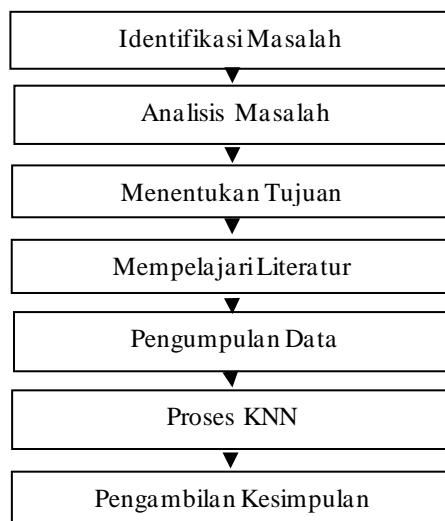 Identifikasi Masalah
Analisis Masalah
Menentukan Tujuan
Mempelajari Literatur
Pengumpulan Data
Proses KNN
Pengambilan Kesimpulan